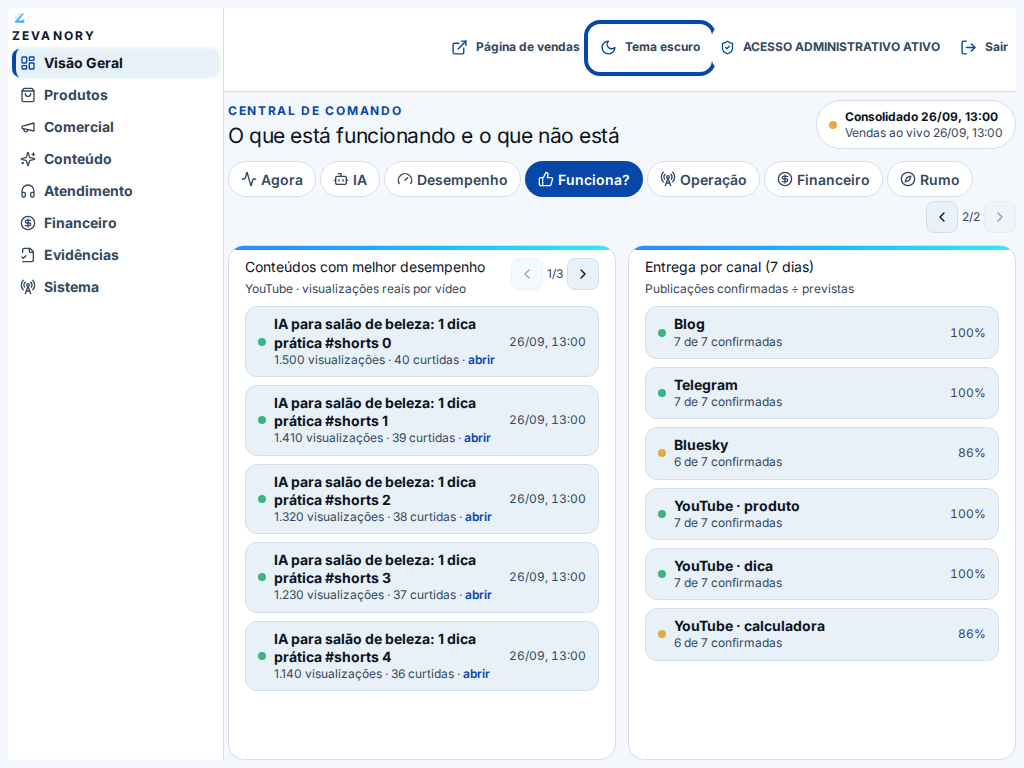 ZEVANORY
Visão Geral
Produtos
Comercial
Conteúdo
Atendimento
Financeiro
Evidências
Sistema
Página de vendas
Tema escuro
ACESSO ADMINISTRATIVO ATIVO
Sair
CENTRAL DE COMANDO
O que está funcionando e o que não está
Consolidado 26/09, 13:00
Vendas ao vivo 26/09, 13:00
Agora
IA
Desempenho
Funciona?
Operação
Financeiro
Rumo
2/2
Conteúdos com melhor desempenho
YouTube · visualizações reais por vídeo
1/3
IA para salão de beleza: 1 dica
prática #shorts 0
1.500 visualizações · 40 curtidas · abrir
26/09, 13:00
IA para salão de beleza: 1 dica
prática #shorts 1
1.410 visualizações · 39 curtidas · abrir
26/09, 13:00
IA para salão de beleza: 1 dica
prática #shorts 2
1.320 visualizações · 38 curtidas · abrir
26/09, 13:00
IA para salão de beleza: 1 dica
prática #shorts 3
1.230 visualizações · 37 curtidas · abrir
26/09, 13:00
IA para salão de beleza: 1 dica
prática #shorts 4
1.140 visualizações · 36 curtidas · abrir
26/09, 13:00
Entrega por canal (7 dias)
Publicações confirmadas ÷ previstas
Blog
7 de 7 confirmadas
100%
Telegram
7 de 7 confirmadas
100%
Bluesky
6 de 7 confirmadas
86%
YouTube · produto
7 de 7 confirmadas
100%
YouTube · dica
7 de 7 confirmadas
100%
YouTube · calculadora
6 de 7 confirmadas
86%